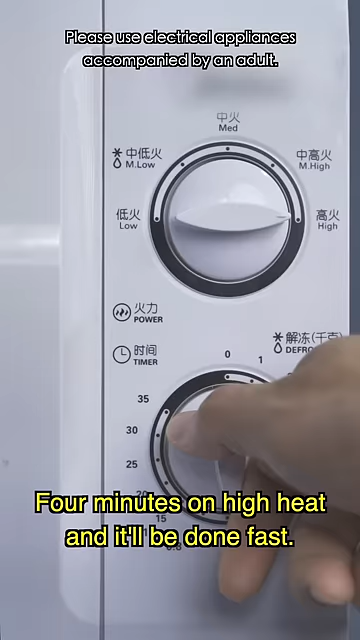 Please use electrical appliances
accompanied by an adult.
中火
Med
中低火
M.Low
中高火
M.High
低火
Low
高火
High
火力
POWER
时间
TIMER
解冻(千克)
0
1
35
30
25
Four minutes on high heat
and it'll be done fast.
15